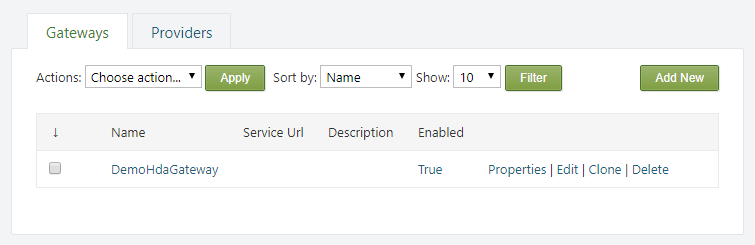 Gateways Providers
Actions: Choose action... Apply Sort by: Name Show: 10 Filter Add New
↓ Name Service Url Description Enabled
DemoHdaGateway True Properties | Edit | Clone | Delete